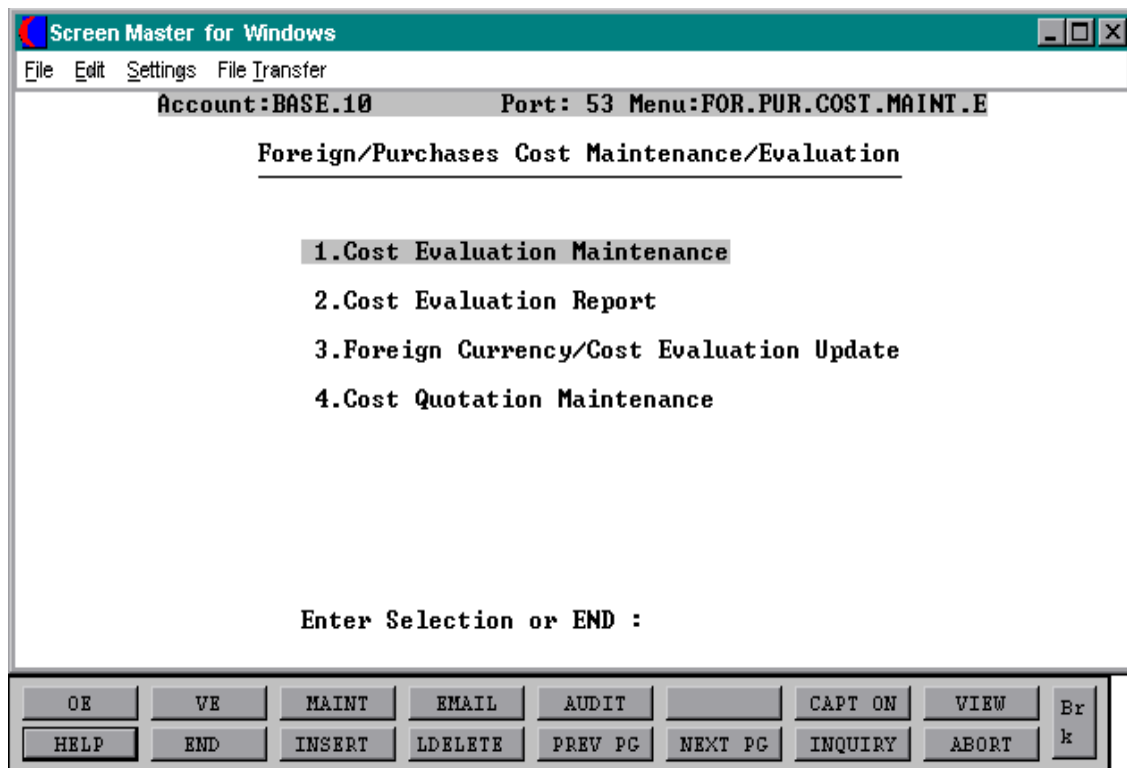 Screen Master for Windows
File Edit Settings File Transfer
Account:BASE.10 Port: 53 Menu:FOR.PUR.COST.MAINT.E
Foreign/Purchases Cost Maintenance/Evaluation
1.Cost Evaluation Maintenance
2.Cost Evaluation Report
3.Foreign Currency/Cost Evaluation Update
4.Cost Quotation Maintenance
Enter Selection or END :
OE VE MAINT EMAIL AUDIT CAPT ON VIEW Br
HELP END INSERT LDELETE PREV PG NEXT PG INQUIRY ABORT k